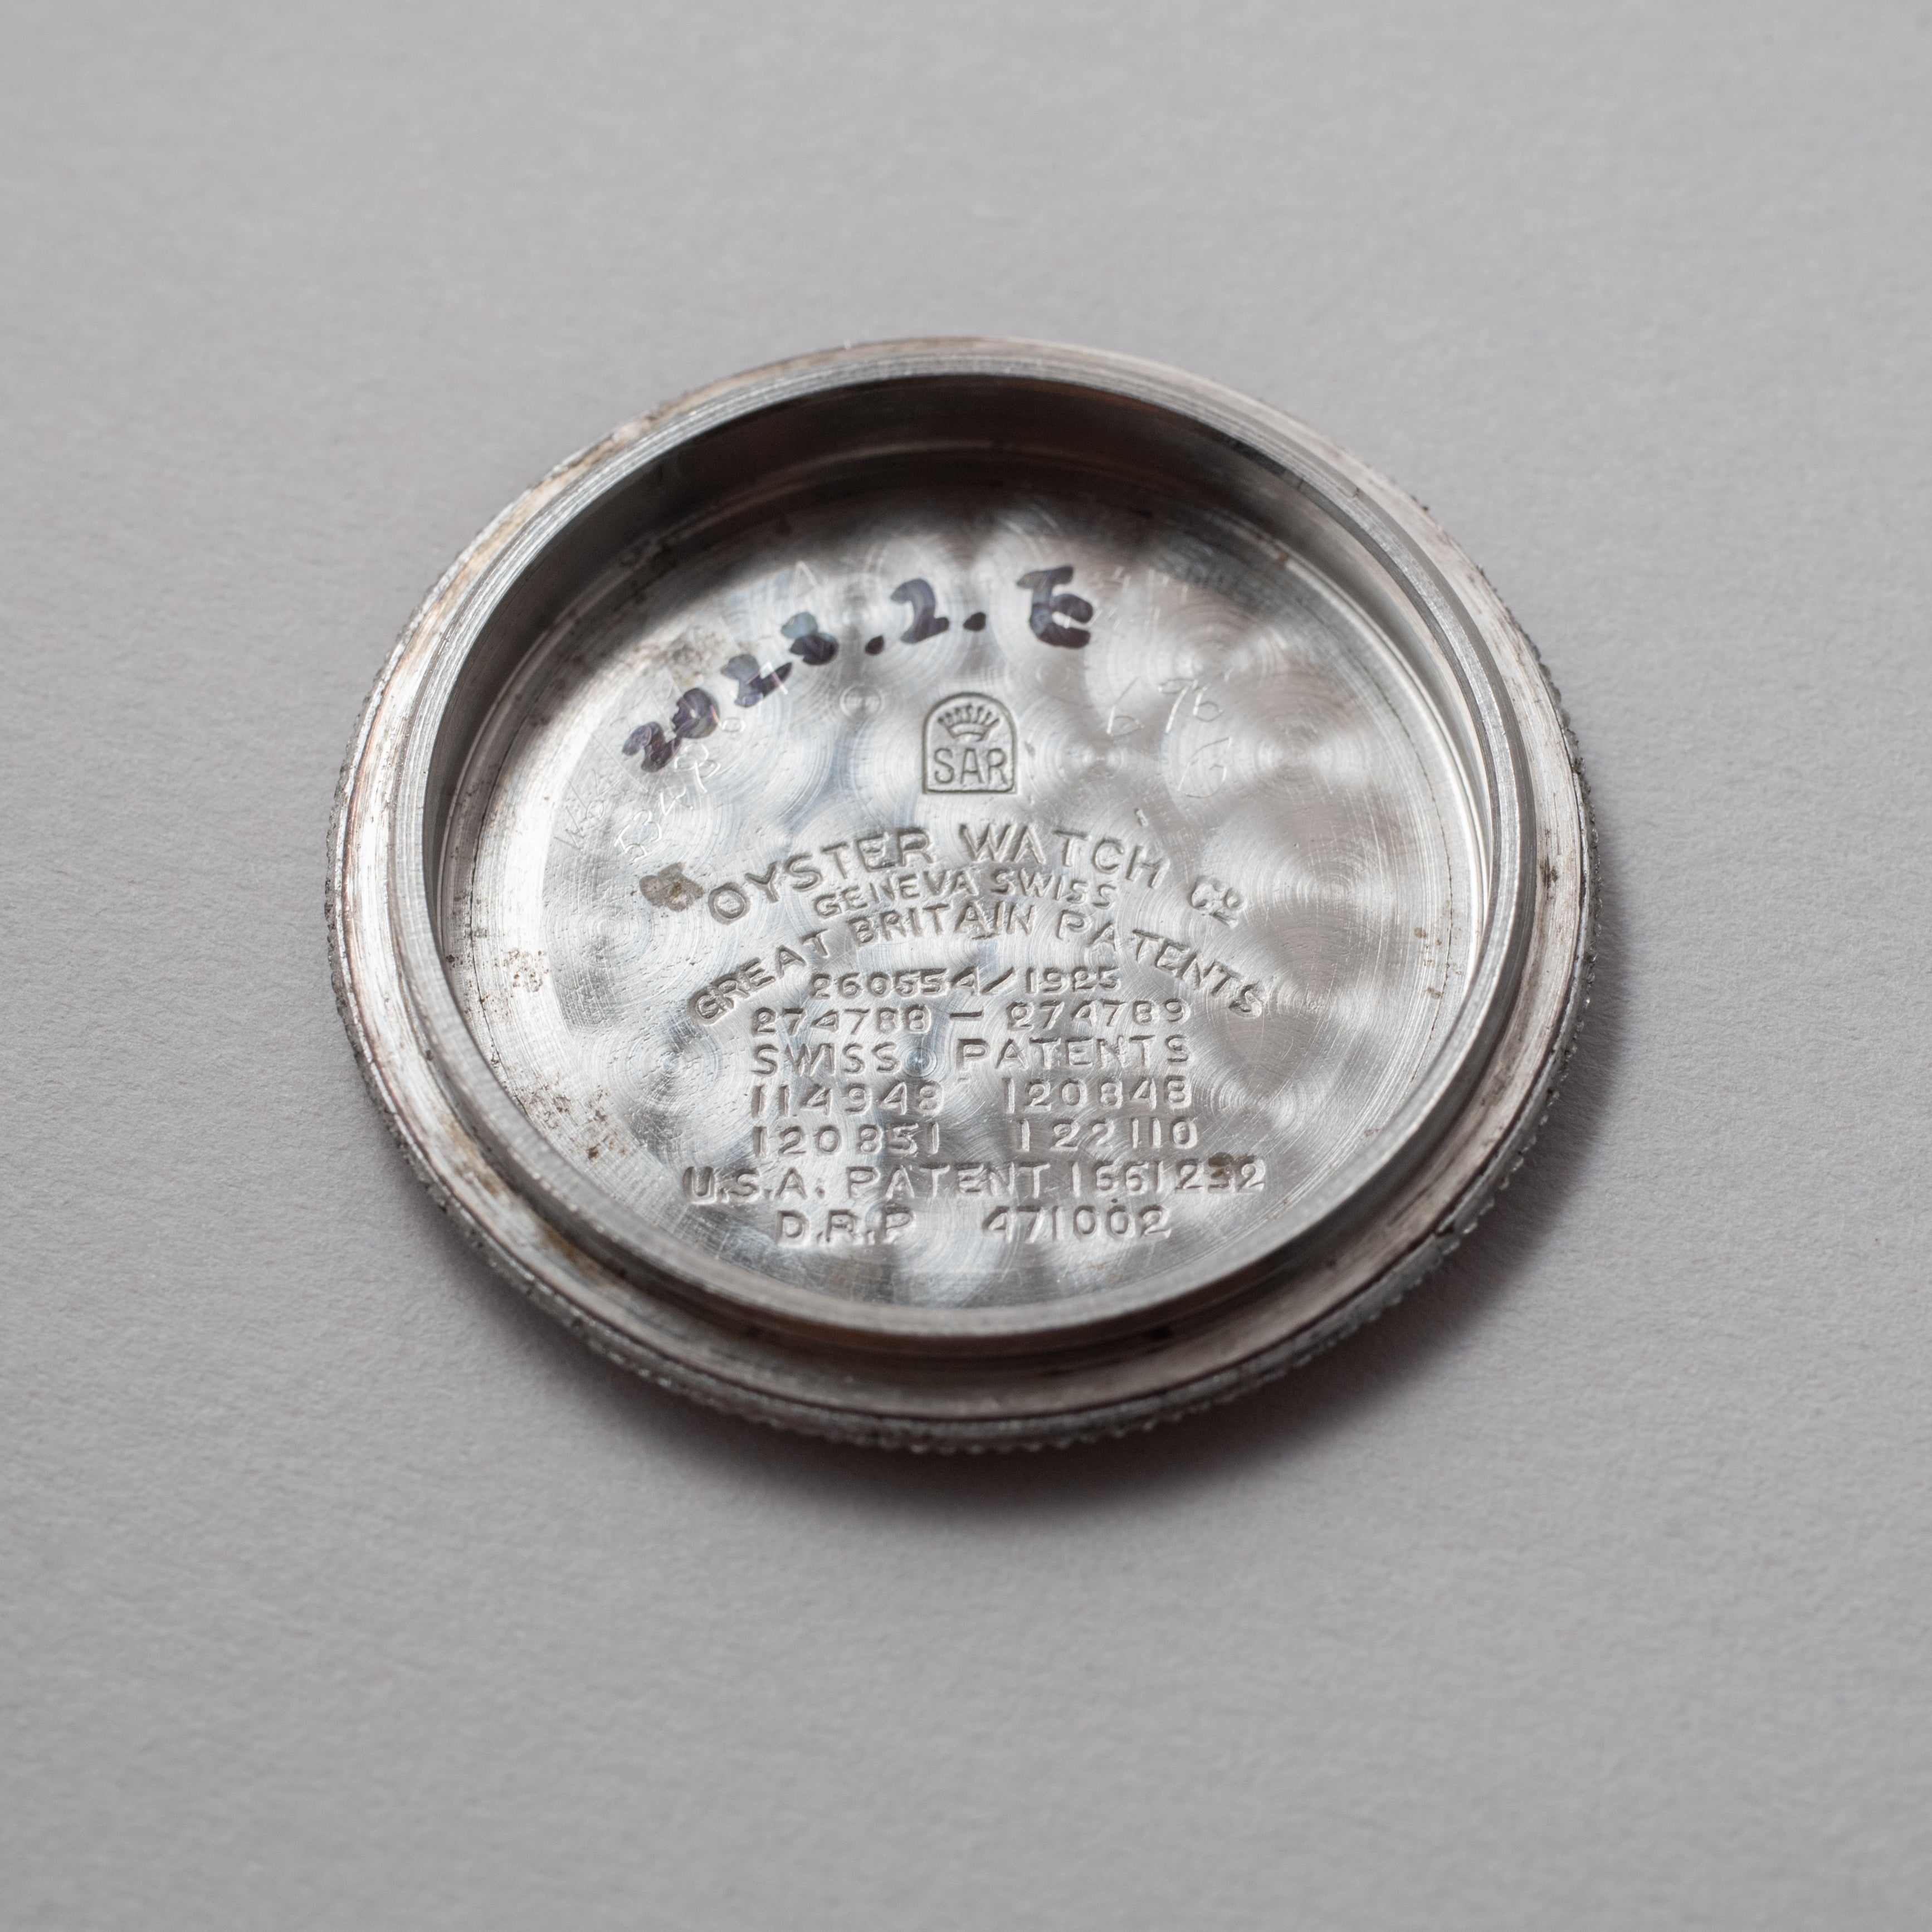 2023.2.
696
SAR
OYSTER WATCH Cº
GENEVA SWISS
GREAT BRITAIN PATENTS
260554/1925
274788 – 274789
SWISS PATENTS
114948 120848
120851 122110
U.S.A. PATENT 1661232
D.R.P 471002